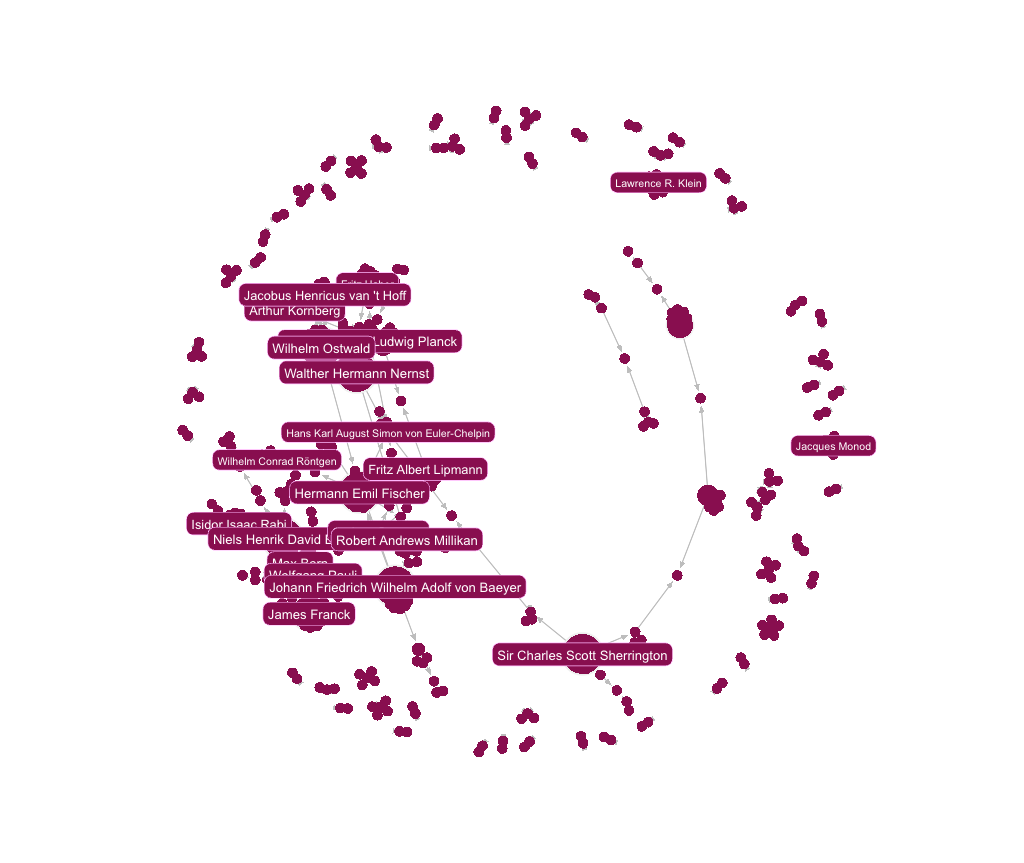 Lawrence R. Klein
Jacobus Henricus van 't Hoff
Arthur Kornberg
Ludwig Planck
Wilhelm Ostwald
Walther Hermann Nernst
Hans Karl August Simon von Euler-Chelpin
Jacques Monod
Wilhelm Conrad Röntgen
Fritz Albert Lipmann
Hermann Emil Fischer
Isidor Isaac Rabi
Niels Henrik David
Robert Andrews Millikan
Max Born
Wolfgang Pauli
Johann Friedrich Wilhelm Adolf von Baeyer
James Franck
Sir Charles Scott Sherrington